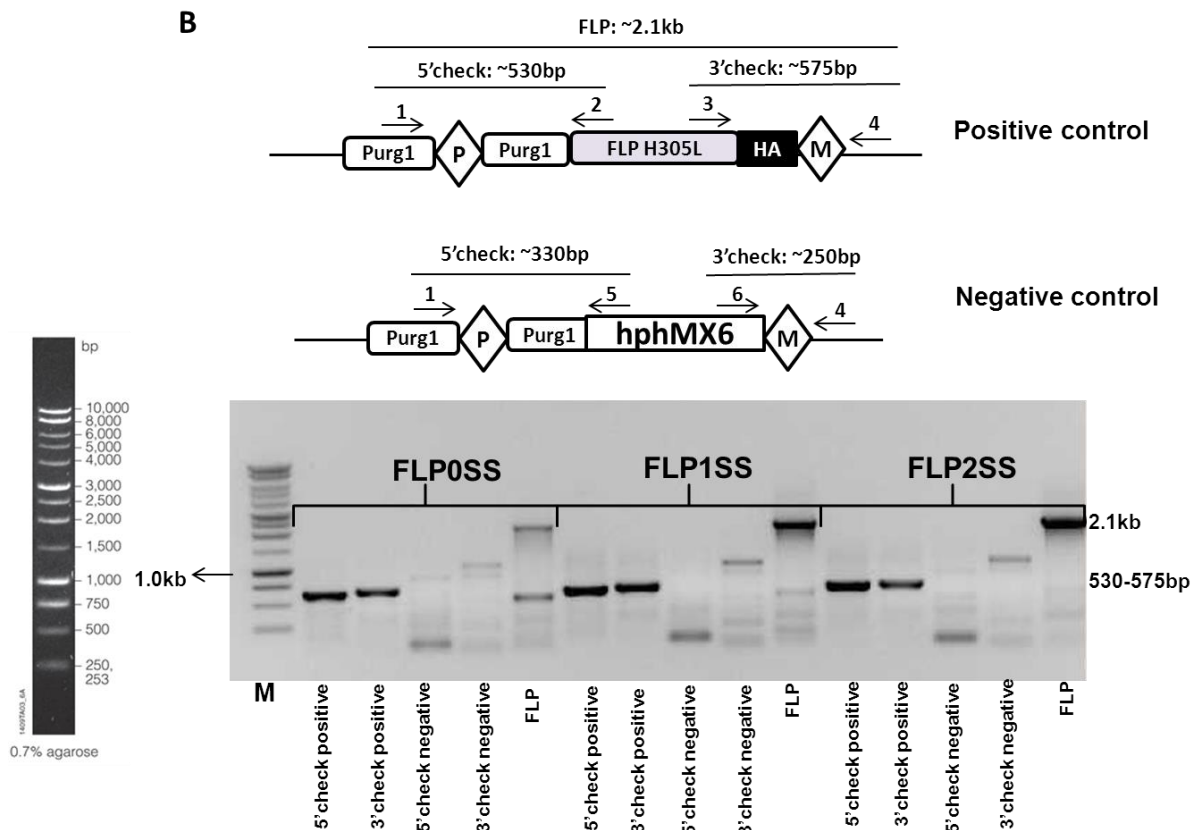 B
FLP: ~2.1kb
5'check: ~530bp
3'check: ~575bp
1
2
3
4
Purg1
P
Purg1
FLP H305L
HA
M
Positive control
5'check: ~330bp
3'check: ~250bp
1
5
6
4
Purg1
P
Purg1
hphMX6
M
Negative control
bp
10,000
8,000
6,000
5,000
4,000
3,000
2,500
2,000
1,500
1,000
750
500
250,
253
1409TA03_6A
0.7% agarose
1.0kb
FLP0SS
FLP1SS
FLP2SS
2.1kb
530-575bp
M
5' check positive
3' check positive
5' check negative
3' check negative
FLP
5' check positive
3' check positive
5' check negative
3' check negative
FLP
5' check positive
3' check positive
5' check negative
3' check negative
FLP